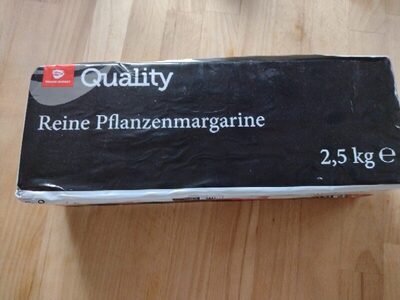 Quality
Reine Pflanzenmargarine
2,5 kg ℮